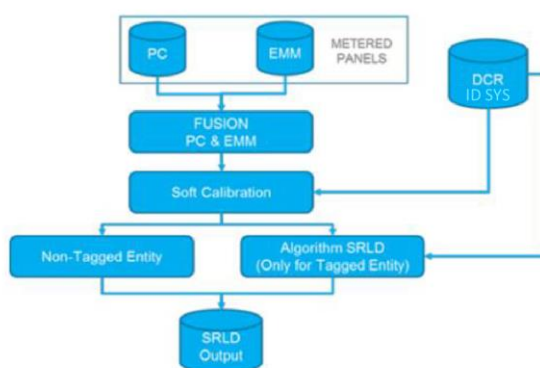 PC
EMM
METERED
PANELS
DCR
ID SYS
FUSION
PC & EMM
Soft Calibration
Non-Tagged Entity
Algorithm SRLD
(Only for Tagged Entity)
SRLD
Output